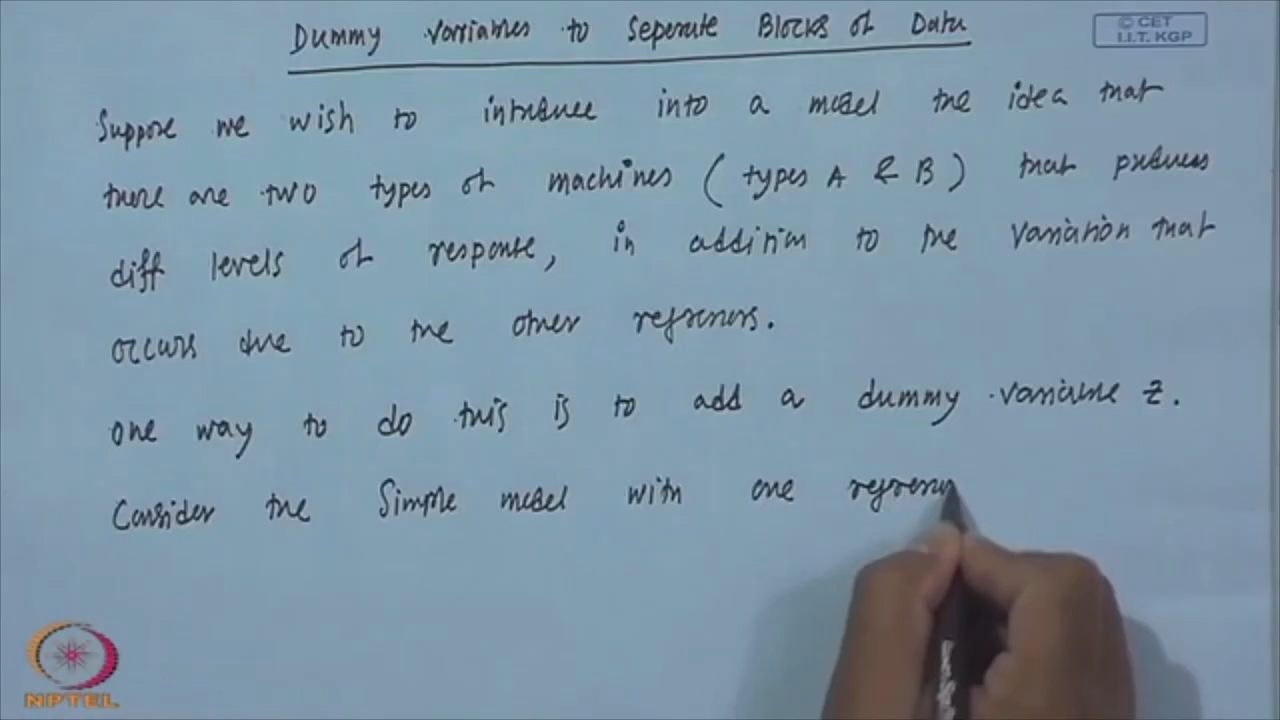 Dummy variables to Seperate Blocks of Data
© CET
I.I.T. KGP
Suppose we wish to introduce into a model the idea that
there are two types of machines ( types A & B ) that produces
diff levels of response, in addition to the variation that
occurs due to the other regressors.
one way to do this is to add a dummy variable Z.
Consider the Simple model with one regressor
NPTEL